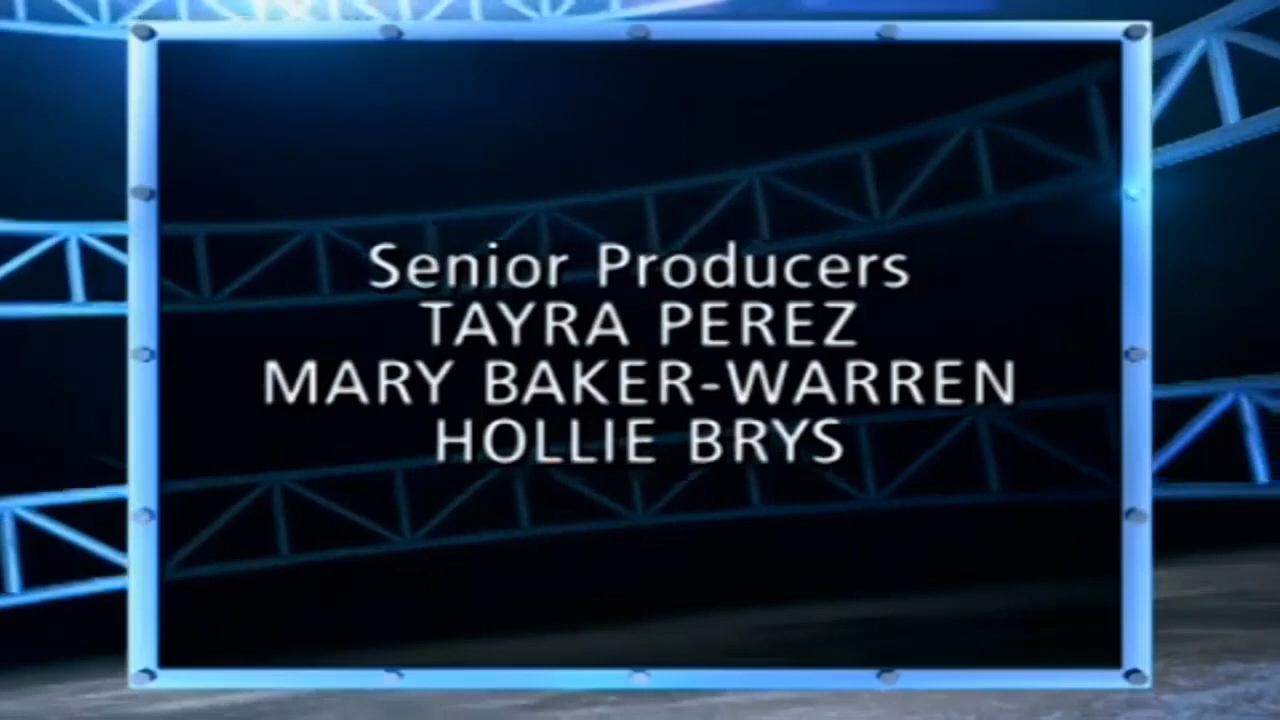 Senior Producers
TAYRA PEREZ
MARY BAKER-WARREN
HOLLIE BRYS